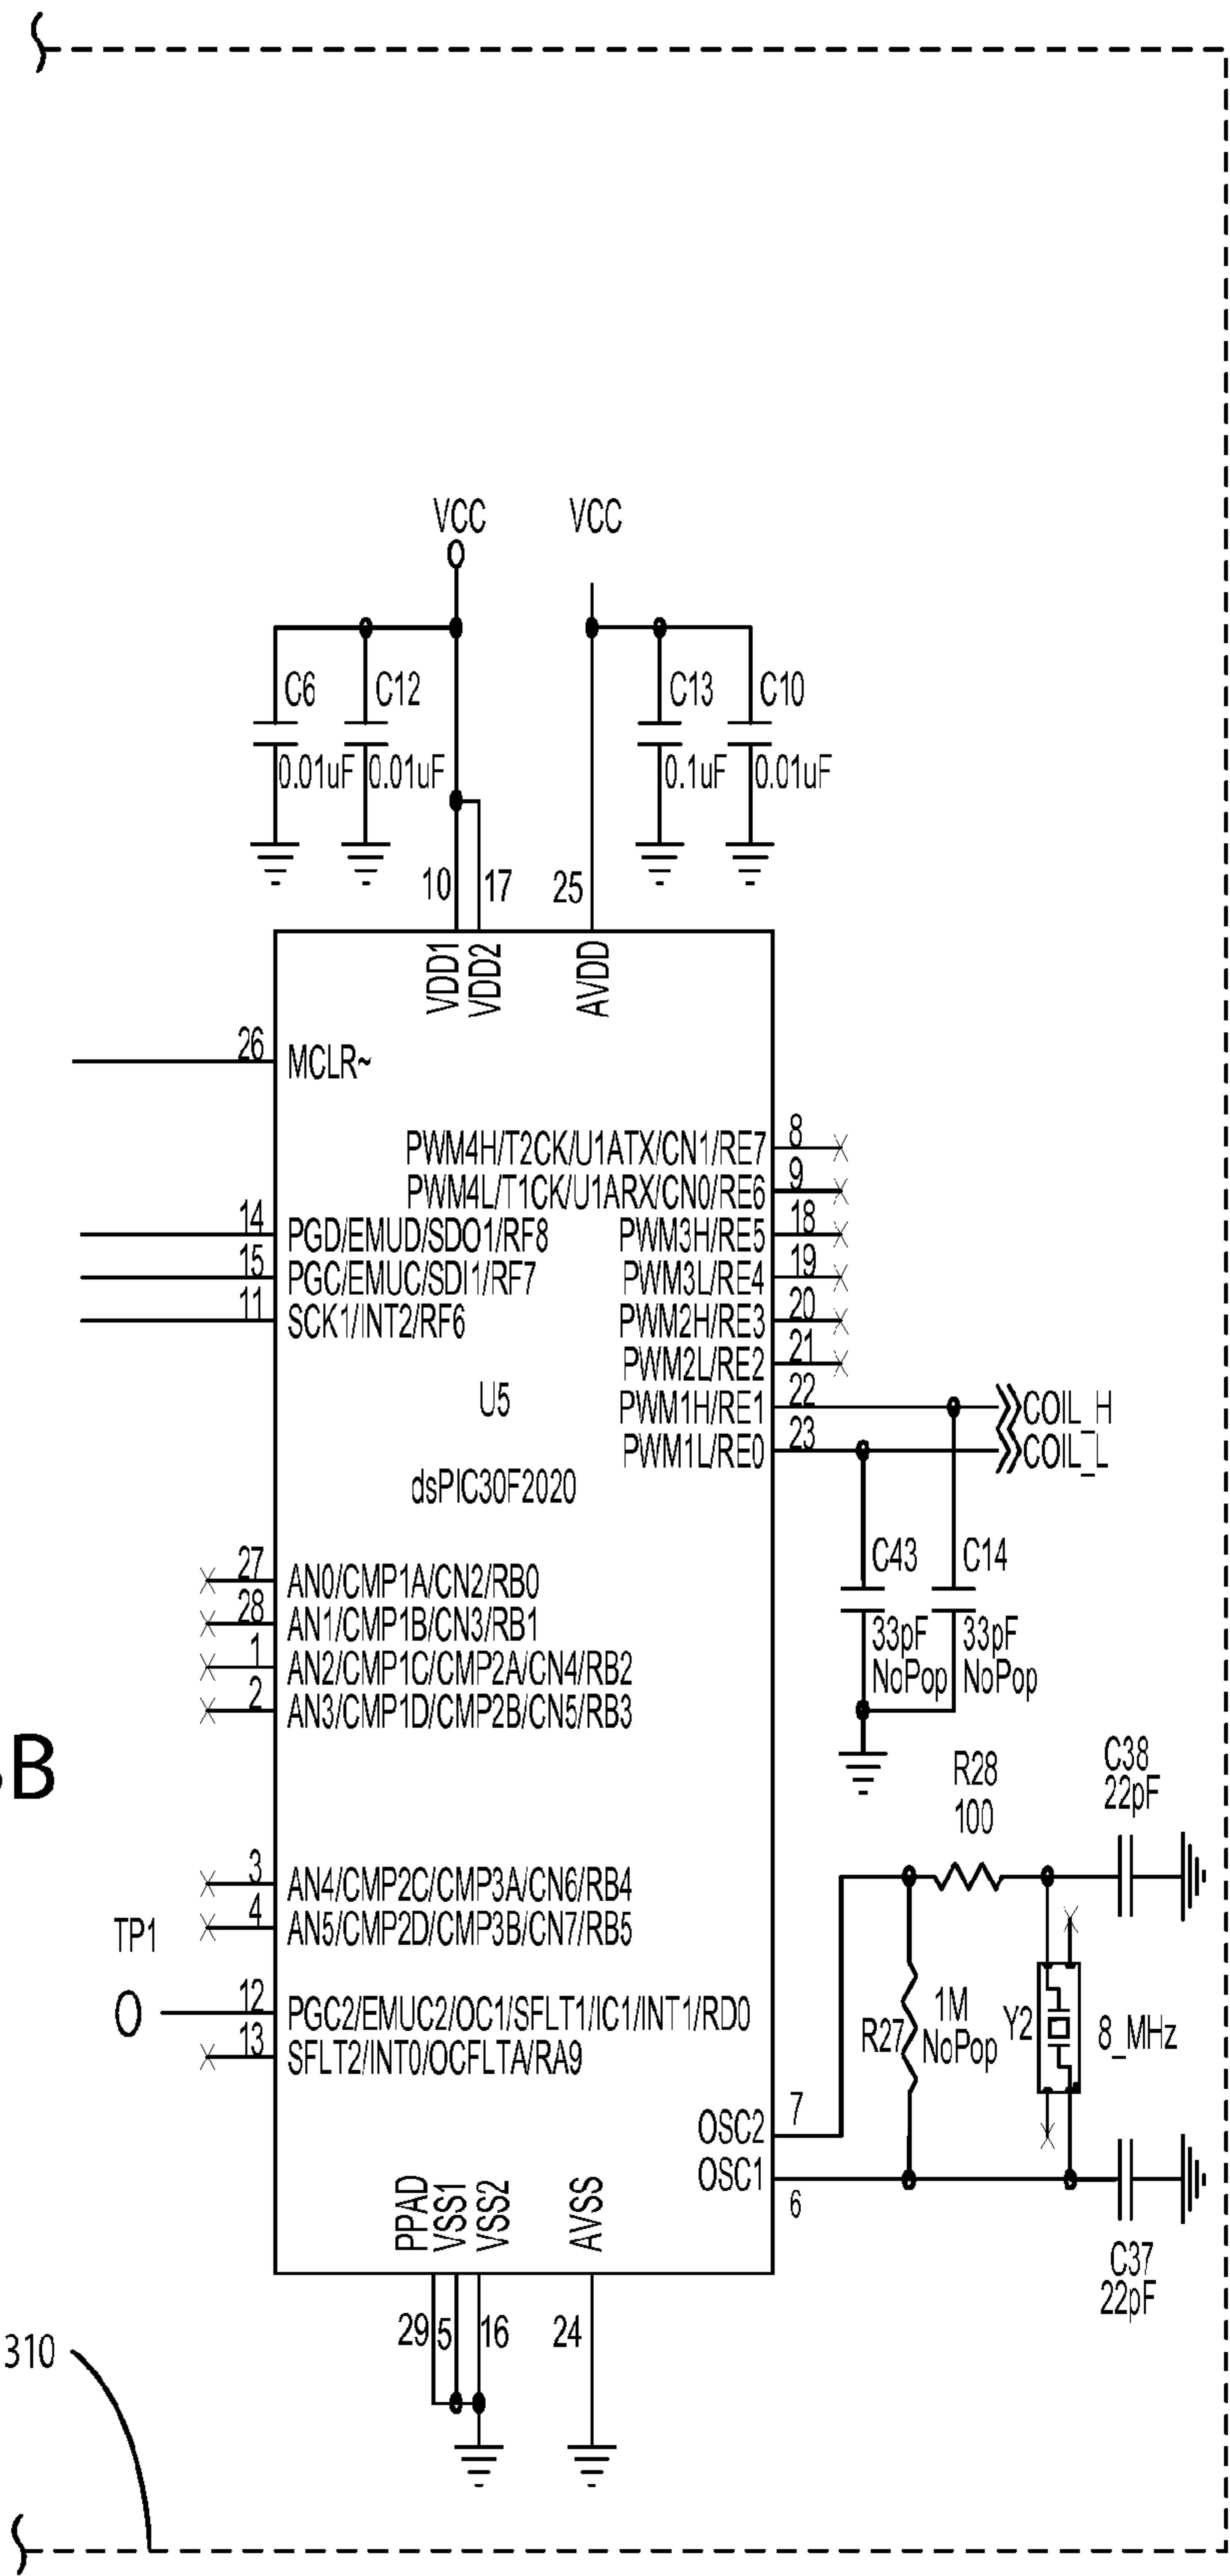 VCC VCC
C6 C12 C13 C10
0.01uF 0.01uF 0.1uF 0.01uF
10 17 25
VDD1 VDD2 AVDD
26 MCLR~
PWM4H/T2CK/U1ATX/CN1/RE7 8
PWM4L/T1CK/U1ARX/CN0/RE6 9
14 PGD/EMUD/SDO1/RF8 PWM3H/RE5 18
15 PGC/EMUC/SDI1/RF7 PWM3L/RE4 19
11 SCK1/INT2/RF6 PWM2H/RE3 20
PWM2L/RE2 21
U5 PWM1H/RE1 22 COIL_H
PWM1L/RE0 23 COIL_L
dsPIC30F2020
27 AN0/CMP1A/CN2/RB0 C43 C14
28 AN1/CMP1B/CN3/RB1 33pF 33pF
1 AN2/CMP1C/CMP2A/CN4/RB2 NoPop NoPop
2 AN3/CMP1D/CMP2B/CN5/RB3
B
R28 C38
100 22pF
3 AN4/CMP2C/CMP3A/CN6/RB4
4 AN5/CMP2D/CMP3B/CN7/RB5
TP1
12 PGC2/EMUC2/OC1/SFLT1/IC1/INT1/RD0
13 SFLT2/INT0/OCFLTA/RA9
R27 1M NoPop Y2 8_MHz
OSC2 7
OSC1 6
PPAD VSS1 VSS2 AVSS
C37
22pF
29 5 16 24
310